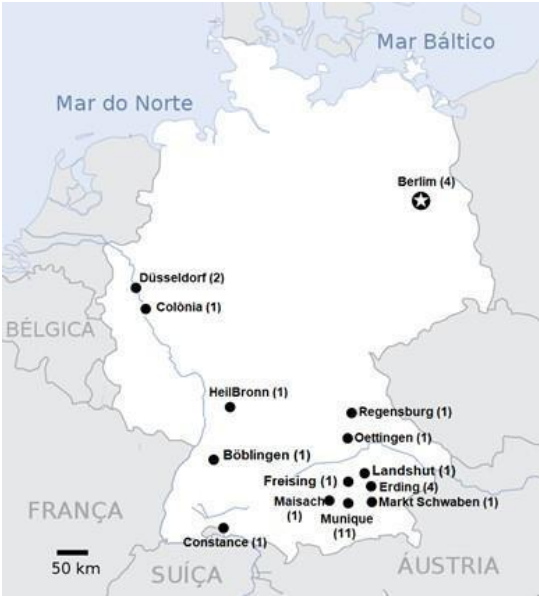 Mar Báltico
Mar do Norte
Berlim (4)
Düsseldorf (2)
Colònia (1)
BÉLGICA
HeilBronn (1)
Regensburg (1)
Oettingen (1)
Böblingen (1)
Landshut (1)
Freising (1)
Erding (4)
Maisach
(1)
Markt Schwaben (1)
Munique
(11)
FRANÇA
Constance (1)
50 km
SUÍÇA
ÁUSTRIA